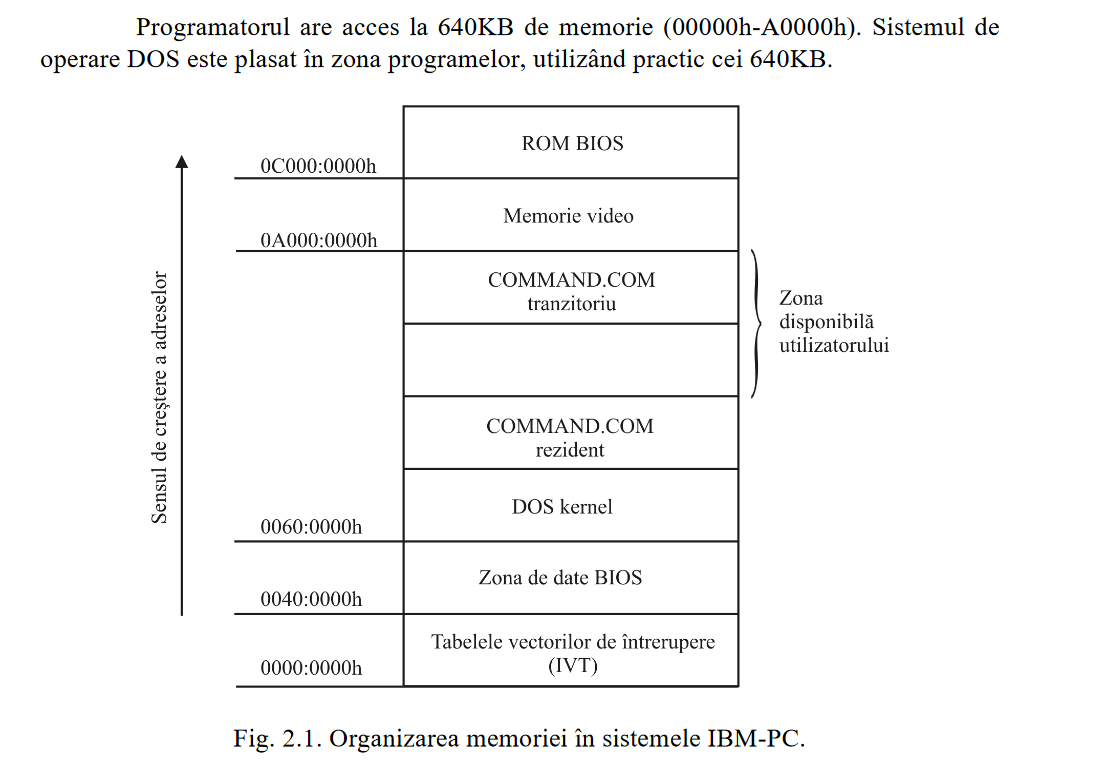 Programatorul are acces la 640KB de memorie (00000h-A0000h). Sistemul de
operare DOS este plasat în zona programelor, utilizând practic cei 640KB.
ROM BIOS
0C000:0000h
Memorie video
0A000:0000h
COMMAND.COM
tranzitoriu
Zona
disponibilă
utilizatorului
Sensul de creştere a adreselor
COMMAND.COM
rezident
DOS kernel
0060:0000h
Zona de date BIOS
0040:0000h
Tabelele vectorilor de întrerupere
(IVT)
0000:0000h
Fig. 2.1. Organizarea memoriei în sistemele IBM-PC.